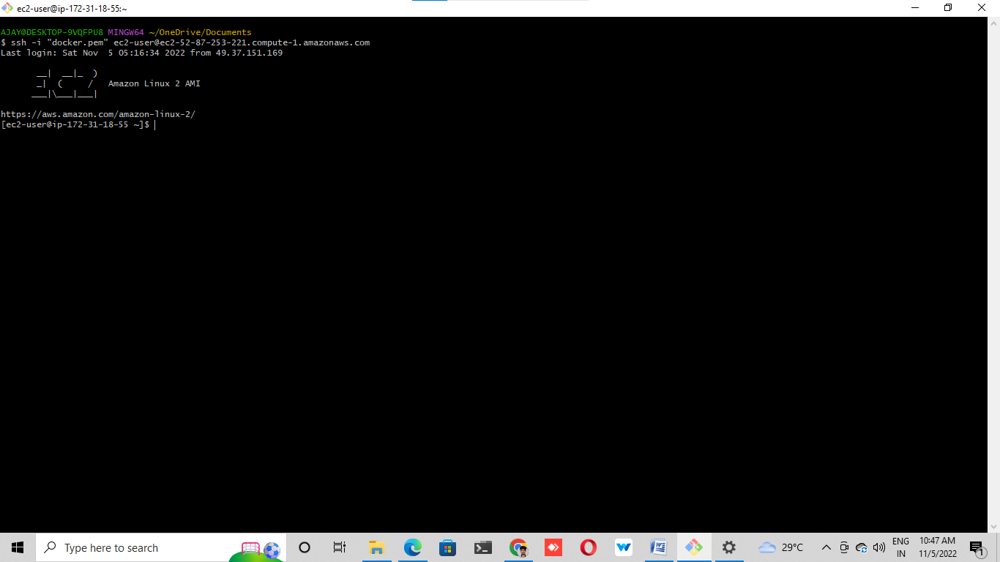 ec2-user@ip-172-31-18-55:~
AJAY@DESKTOP-9VQFPU8 MINGW64 ~/OneDrive/Documents
$ ssh -i "docker.pem" ec2-user@ec2-52-87-253-221.compute-1.amazonaws.com
Last login: Sat Nov  5 05:16:34 2022 from 49.37.151.169
       __|  __|_  )
       _|  (     /   Amazon Linux 2 AMI
      ___|\___|___|
https://aws.amazon.com/amazon-linux-2/
[ec2-user@ip-172-31-18-55 ~]$
Type here to search
W
W
29°C
ENG
IN
10:47 AM
11/5/2022
1